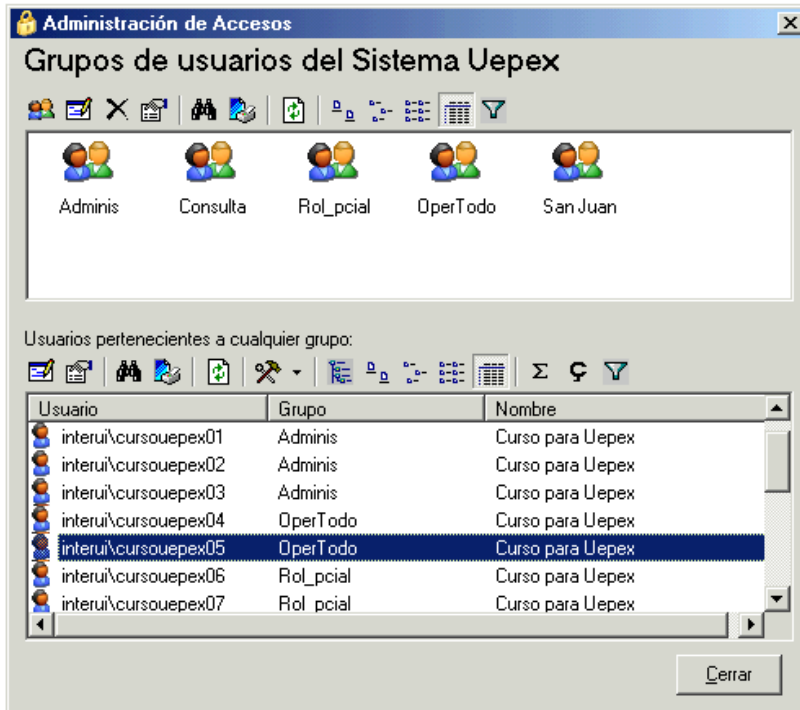 Administración de Accesos
Grupos de usuarios del Sistema Uepex
Adminis Consulta Rol_pcial OperTodo San Juan
Usuarios pertenecientes a cualquier grupo:
Σ Ç
Usuario Grupo Nombre
interui\cursouepex01 Adminis Curso para Uepex
interui\cursouepex02 Adminis Curso para Uepex
interui\cursouepex03 Adminis Curso para Uepex
interui\cursouepex04 OperTodo Curso para Uepex
interui\cursouepex05 OperTodo Curso para Uepex
interui\cursouepex06 Rol_pcial Curso para Uepex
interui\cursouepex07 Rol_pcial Curso para Uepex
Cerrar